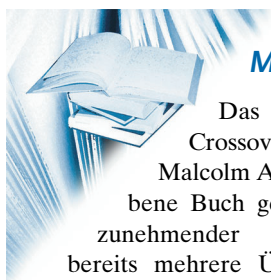 M
Das
Crossov
Malcolm A
bene Buch g
zunehmender
bereits mehrere Ü